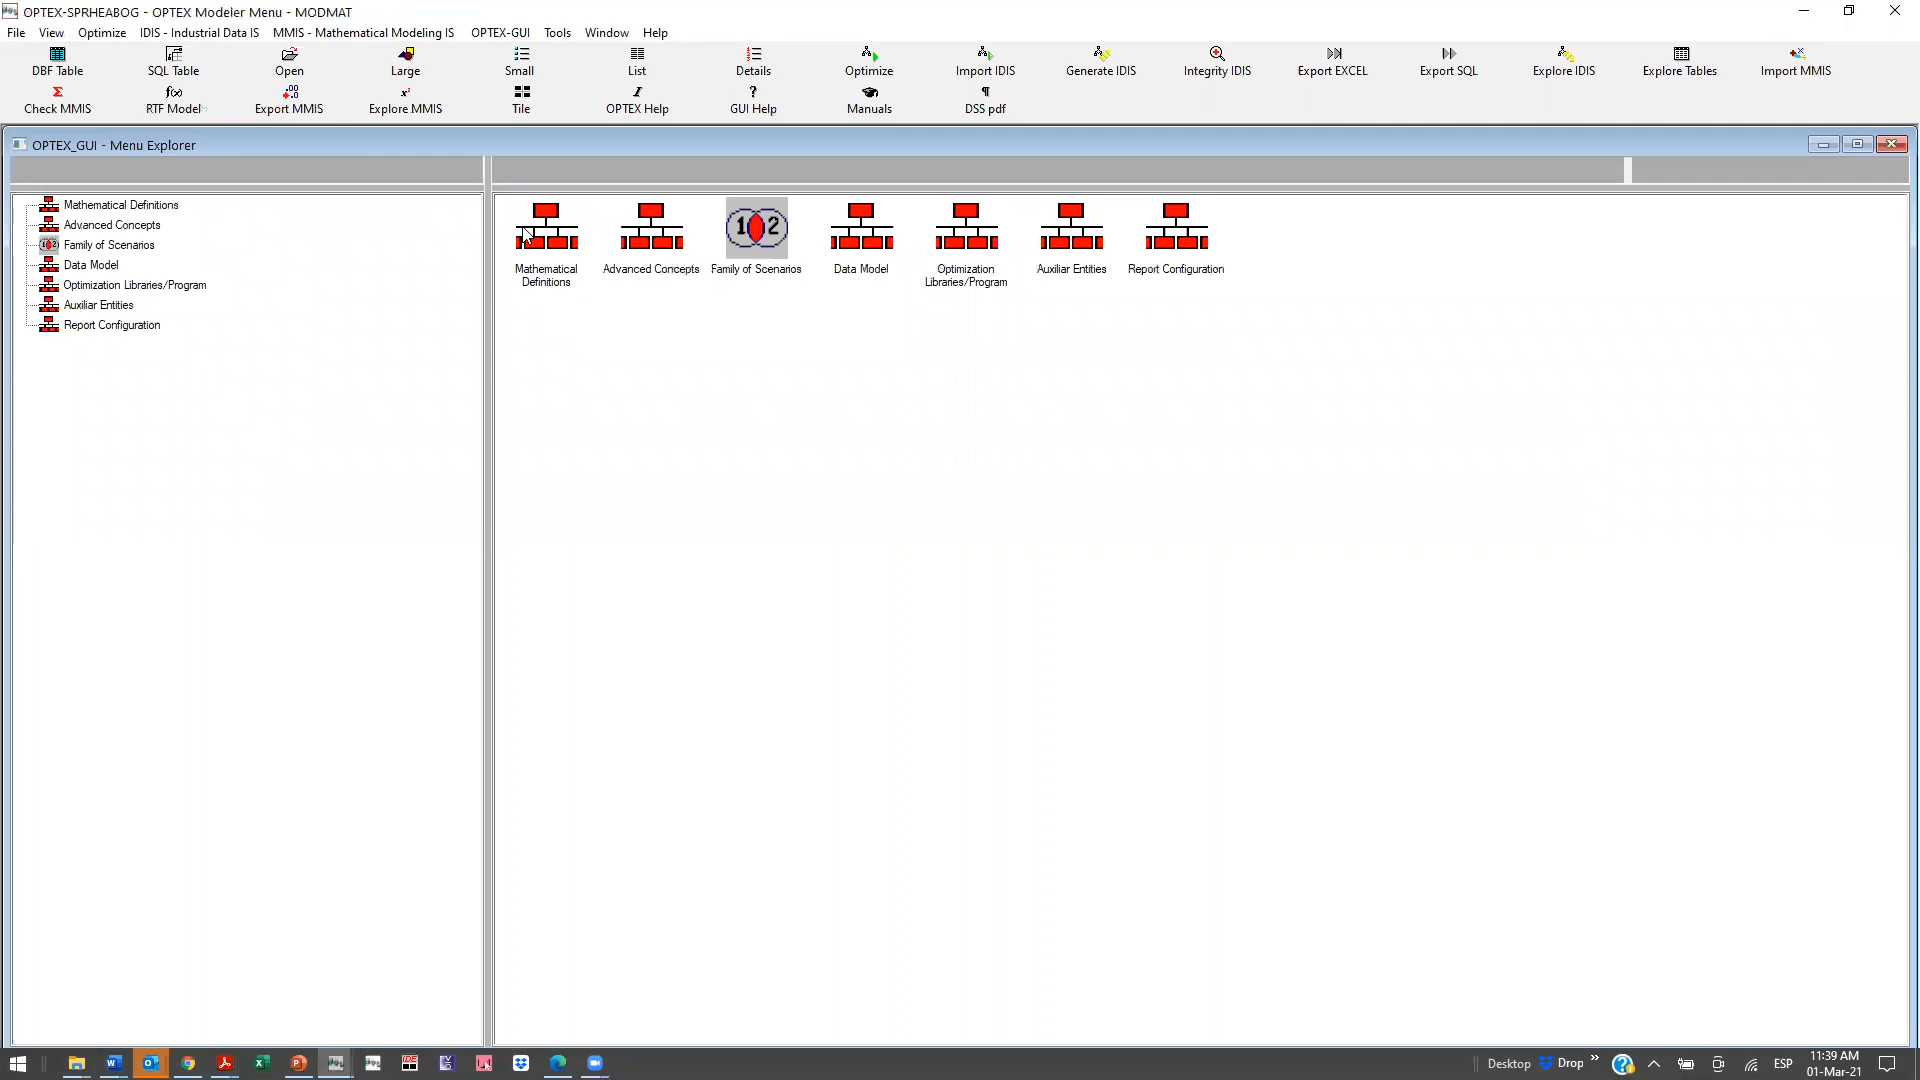 OPTEX-SPRHEABOG - OPTEX Modeler Menu - MODMAT
File View Optimize IDIS - Industrial Data IS MMIS - Mathematical Modeling IS OPTEX-GUI Tools Window Help
DBF Table SQL Table Open Large Small List Details Optimize Import IDIS Generate IDIS Integrity IDIS Export EXCEL Export SQL Explore IDIS Explore Tables Import MMIS
Check MMIS RTF Model Export MMIS Explore MMIS Tile OPTEX Help GUI Help Manuals DSS pdf
OPTEX_GUI - Menu Explorer
Mathematical Definitions
Advanced Concepts
Family of Scenarios
Data Model
Optimization Libraries/Program
Auxiliar Entities
Report Configuration
1 2
Mathematical Definitions
Advanced Concepts
Family of Scenarios
Data Model
Optimization Libraries/Program
Auxiliar Entities
Report Configuration
Desktop Drop ESP 11:39 AM
01-Mar-21